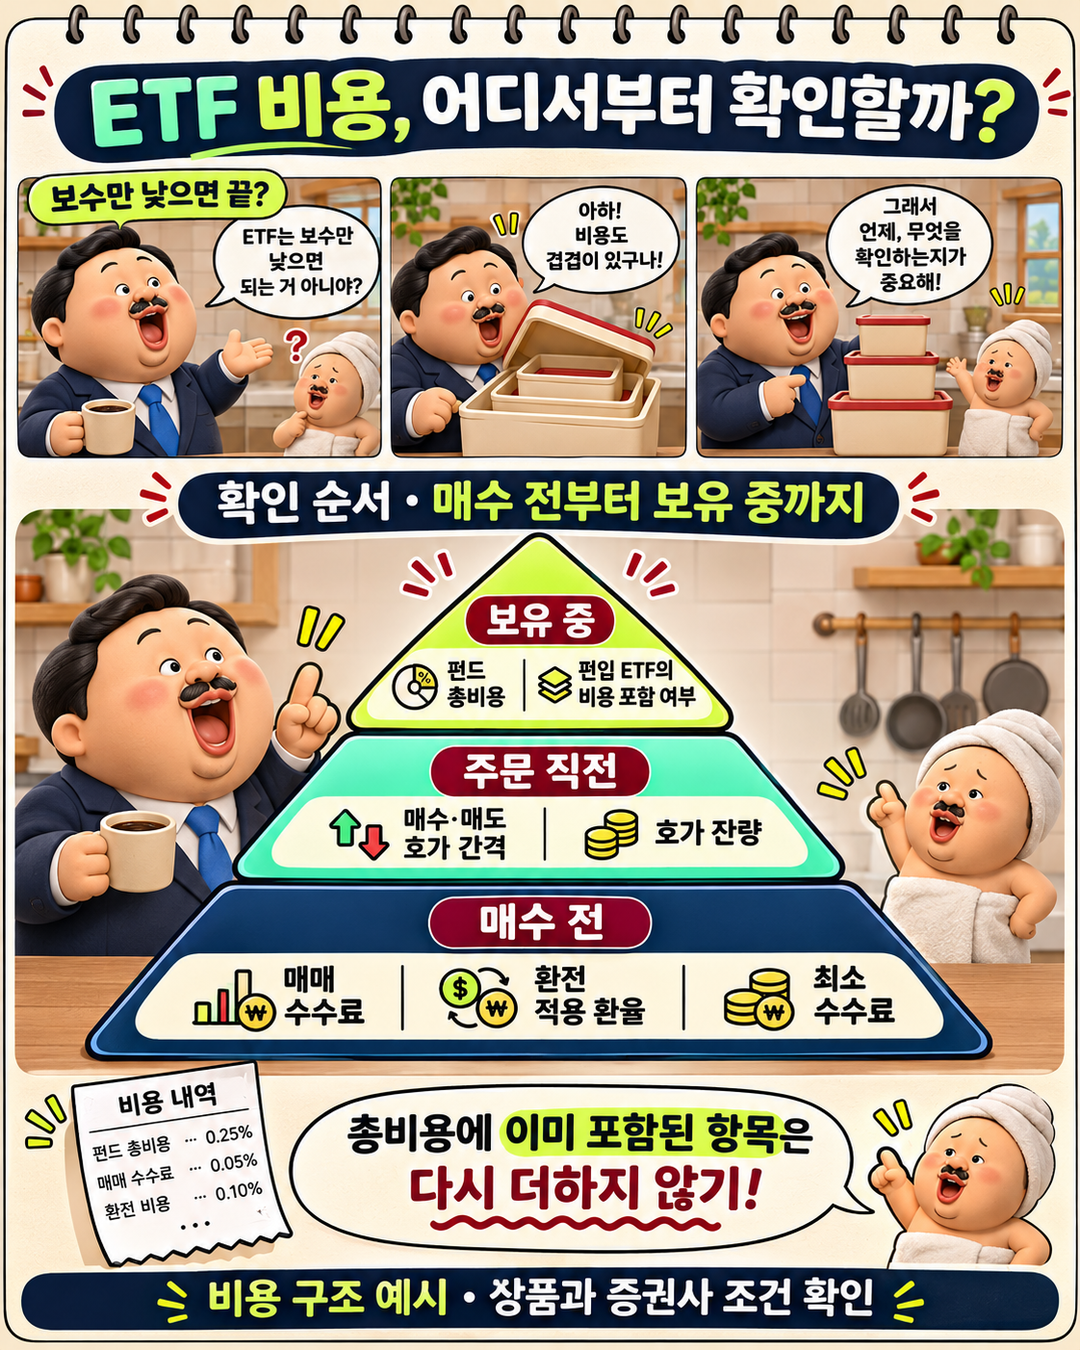 ETF 비용, 어디서부터 확인할까?
보수만 낮으면 끝?
ETF는 보수만
낮으면
되는 거 아니야?
?
아하!
비용도
겹겹이 있구나!
그래서
언제, 무엇을
확인하는지가
중요해!
확인 순서 · 매수 전부터 보유 중까지
보유 중
펀드
총비용
편입 ETF의
비용 포함 여부
주문 직전
매수·매도
호가 간격
호가 잔량
매수 전
매매
수수료
환전
적용 환율
최소
수수료
비용 내역
펀드 총비용 ··· 0.25%
매매 수수료 ··· 0.05%
환전 비용 ··· 0.10%
···
총비용에 이미 포함된 항목은
다시 더하지 않기!
비용 구조 예시 · 상품과 증권사 조건 확인